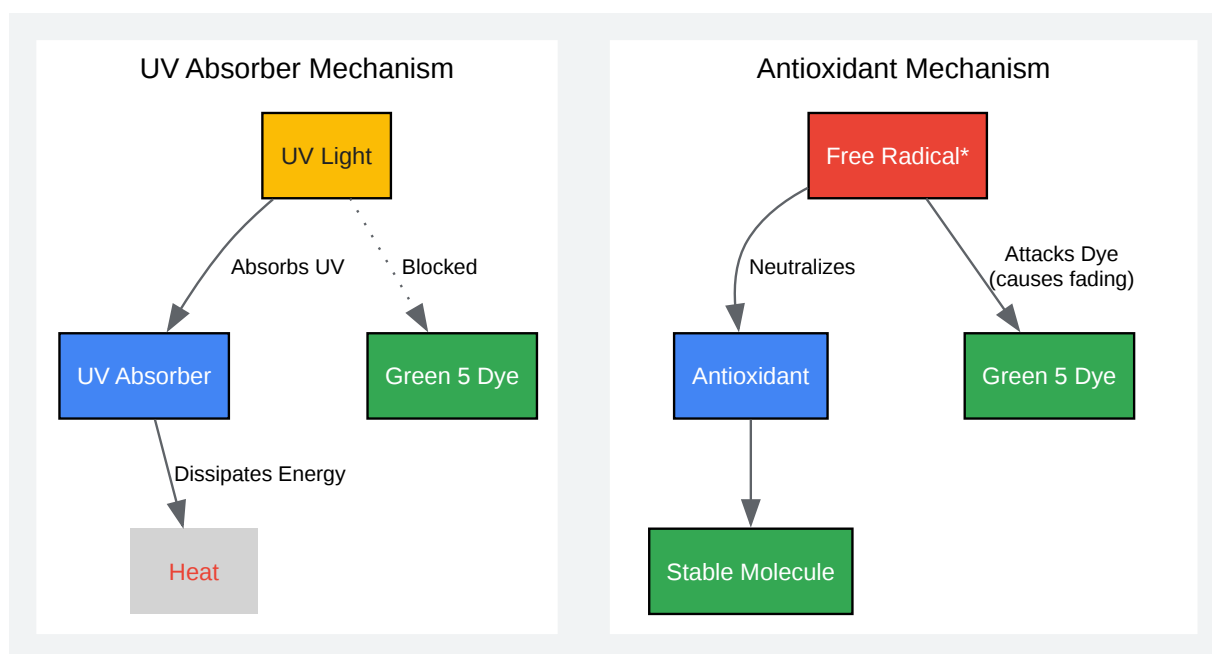 UV Absorber Mechanism
UV Light
Absorbs UV
Blocked
UV Absorber
Green 5 Dye
Dissipates Energy
Heat
Antioxidant Mechanism
Free Radical*
Neutralizes
Attacks Dye
(causes fading)
Antioxidant
Green 5 Dye
Stable Molecule